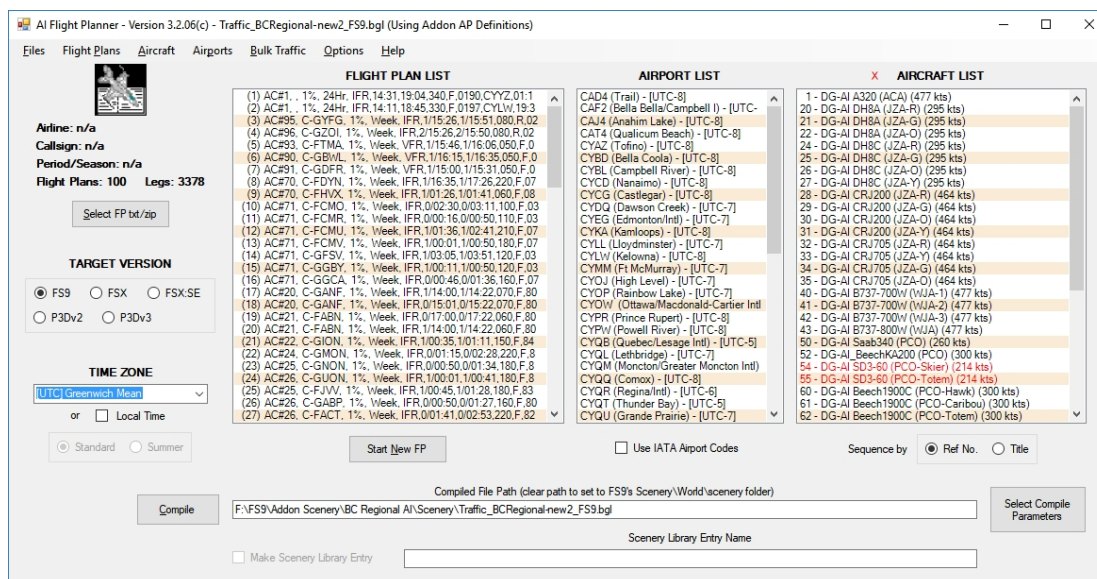 AI Flight Planner - Version 3.2.06(c) - Traffic_BCRegional-new2_FS9.bgl (Using Addon AP Definitions)
Files Flight Plans Aircraft Airports Bulk Traffic Options Help
Airline: n/a
Callsign: n/a
Period/Season: n/a
Flight Plans: 100 Legs: 3378
Select FP txt/zip
TARGET VERSION
FS9 FSX FSX:SE
P3Dv2 P3Dv3
TIME ZONE
[UTC] Greenwich Mean
or Local Time
Standard Summer
FLIGHT PLAN LIST
(1) AC#1, , 1%, 24Hr, IFR,14:31,19:04,340,F,0190,CYYZ,01:1
(2) AC#1, , 1%, 24Hr, IFR,14:11,18:45,330,F,0197,CYLW,19:3
(3) AC#95, C-GYFG, 1%, Week, IFR,1/15:26,1/15:51,080,R,02
(4) AC#96, C-GZOI, 1%, Week, IFR,2/15:26,2/15:50,080,R,02
(5) AC#93, C-FTMA, 1%, Week, VFR,1/15:46,1/16:06,050,F,0
(6) AC#90, C-GBWL, 1%, Week, VFR,1/16:15,1/16:35,050,F,0
(7) AC#91, C-GDFR, 1%, Week, VFR,1/15:00,1/15:31,050,F,0
(8) AC#70, C-FDYN, 1%, Week, IFR,1/16:35,1/17:26,220,F,07
(9) AC#70, C-FHVX, 1%, Week, IFR,1/01:26,1/01:41,060,F,08
(10) AC#71, C-FCMO, 1%, Week, IFR,0/02:30,0/03:11,100,F,03
(11) AC#71, C-FCMR, 1%, Week, IFR,0/00:16,0/00:50,110,F,03
(12) AC#71, C-FCMU, 1%, Week, IFR,1/01:36,1/02:41,210,F,07
(13) AC#71, C-FCMV, 1%, Week, IFR,1/00:01,1/00:50,180,F,07
(14) AC#71, C-GFSV, 1%, Week, IFR,1/03:05,1/03:51,120,F,03
(15) AC#71, C-GGBY, 1%, Week, IFR,1/00:11,1/00:50,120,F,03
(16) AC#71, C-GGCA, 1%, Week, IFR,0/00:46,0/01:36,160,F,07
(17) AC#20, C-GANF, 1%, Week, IFR,1/14:00,1/14:22,070,F,80
(18) AC#20, C-GANF, 1%, Week, IFR,0/15:01,0/15:22,070,F,80
(19) AC#21, C-FABN, 1%, Week, IFR,0/17:00,0/17:22,060,F,80
(20) AC#21, C-FABN, 1%, Week, IFR,1/14:00,1/14:22,060,F,80
(21) AC#22, C-GION, 1%, Week, IFR,1/00:35,1/01:11,150,F,84
(22) AC#24, C-GMON, 1%, Week, IFR,0/01:15,0/02:28,220,F,8
(23) AC#25, C-GNON, 1%, Week, IFR,0/00:50,0/01:34,180,F,8
(24) AC#26, C-GUON, 1%, Week, IFR,1/00:01,1/00:41,180,F,8
(25) AC#26, C-FJVV, 1%, Week, IFR,1/00:45,1/01:28,180,F,83
(26) AC#26, C-GABP, 1%, Week, IFR,0/00:50,0/01:27,160,F,80
(27) AC#26, C-FACT, 1%, Week, IFR,0/01:41,0/02:53,220,F,82
Start New FP
AIRPORT LIST
CAD4 (Trail) - [UTC-8]
CAF2 (Bella Bella/Campbell I) - [UTC-
CAJ4 (Anahim Lake) - [UTC-8]
CAT4 (Qualicum Beach) - [UTC-8]
CYAZ (Tofino) - [UTC-8]
CYBD (Bella Coola) - [UTC-8]
CYBL (Campbell River) - [UTC-8]
CYCD (Nanaimo) - [UTC-8]
CYCG (Castlegar) - [UTC-8]
CYDQ (Dawson Creek) - [UTC-7]
CYEG (Edmonton/Intl) - [UTC-7]
CYKA (Kamloops) - [UTC-8]
CYLL (Lloydminster) - [UTC-7]
CYLW (Kelowna) - [UTC-8]
CYMM (Ft McMurray) - [UTC-7]
CYOJ (High Level) - [UTC-7]
CYOP (Rainbow Lake) - [UTC-7]
CYOW (Ottawa/Macdonald-Cartier Intl
CYPR (Prince Rupert) - [UTC-8]
CYPW (Powell River) - [UTC-8]
CYQB (Quebec/Lesage Intl) - [UTC-5]
CYQL (Lethbridge) - [UTC-7]
CYQM (Moncton/Greater Moncton Intl)
CYQQ (Comox) - [UTC-8]
CYQR (Regina/Intl) - [UTC-6]
CYQT (Thunder Bay) - [UTC-5]
CYQU (Grande Prairie) - [UTC-7]
Use IATA Airport Codes
X AIRCRAFT LIST
1 - DG-AI A320 (ACA) (477 kts)
20 - DG-AI DH8A (JZA-R) (295 kts)
21 - DG-AI DH8A (JZA-G) (295 kts)
22 - DG-AI DH8A (JZA-O) (295 kts)
24 - DG-AI DH8C (JZA-R) (295 kts)
25 - DG-AI DH8C (JZA-G) (295 kts)
26 - DG-AI DH8C (JZA-O) (295 kts)
27 - DG-AI DH8C (JZA-Y) (295 kts)
28 - DG-AI CRJ200 (JZA-R) (464 kts)
29 - DG-AI CRJ200 (JZA-G) (464 kts)
30 - DG-AI CRJ200 (JZA-O) (464 kts)
31 - DG-AI CRJ200 (JZA-Y) (464 kts)
32 - DG-AI CRJ705 (JZA-R) (464 kts)
33 - DG-AI CRJ705 (JZA-Y) (464 kts)
34 - DG-AI CRJ705 (JZA-G) (464 kts)
35 - DG-AI CRJ705 (JZA-O) (464 kts)
40 - DG-AI B737-700W (WJA-1) (477 kts)
41 - DG-AI B737-700W (WJA-2) (477 kts)
42 - DG-AI B737-700W (WJA-3) (477 kts)
43 - DG-AI B737-800W (WJA) (477 kts)
50 - DG-AI Saab340 (PCO) (260 kts)
52 - DG-AI_BeechKA200 (PCO) (300 kts)
54 - DG-AI SD3-60 (PCO-Skier) (214 kts)
55 - DG-AI SD3-60 (PCO-Totem) (214 kts)
60 - DG-AI Beech1900C (PCO-Hawk) (300 kts)
61 - DG-AI Beech1900C (PCO-Caribou) (300 kts)
62 - DG-AI Beech1900C (PCO-Totem) (300 kts)
Sequence by Ref No. Title
Compile
Compiled File Path (clear path to set to FS9's Scenery\World\scenery folder)
F:\FS9\Addon Scenery\BC Regional AI\Scenery\Traffic_BCRegional-new2_FS9.bgl
Select Compile
Parameters
Scenery Library Entry Name
Make Scenery Library Entry